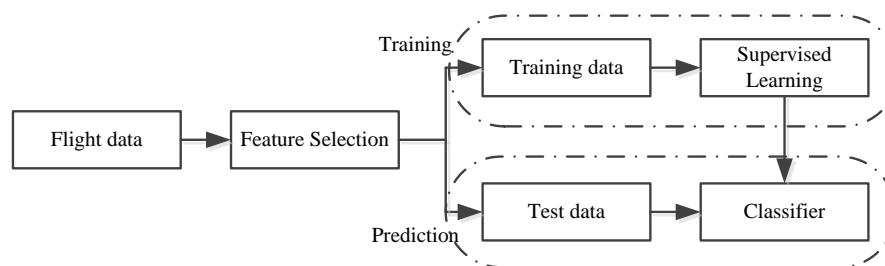 Training
Training data
Supervised
Learning
Flight data
Feature Selection
Test data
Classifier
Prediction